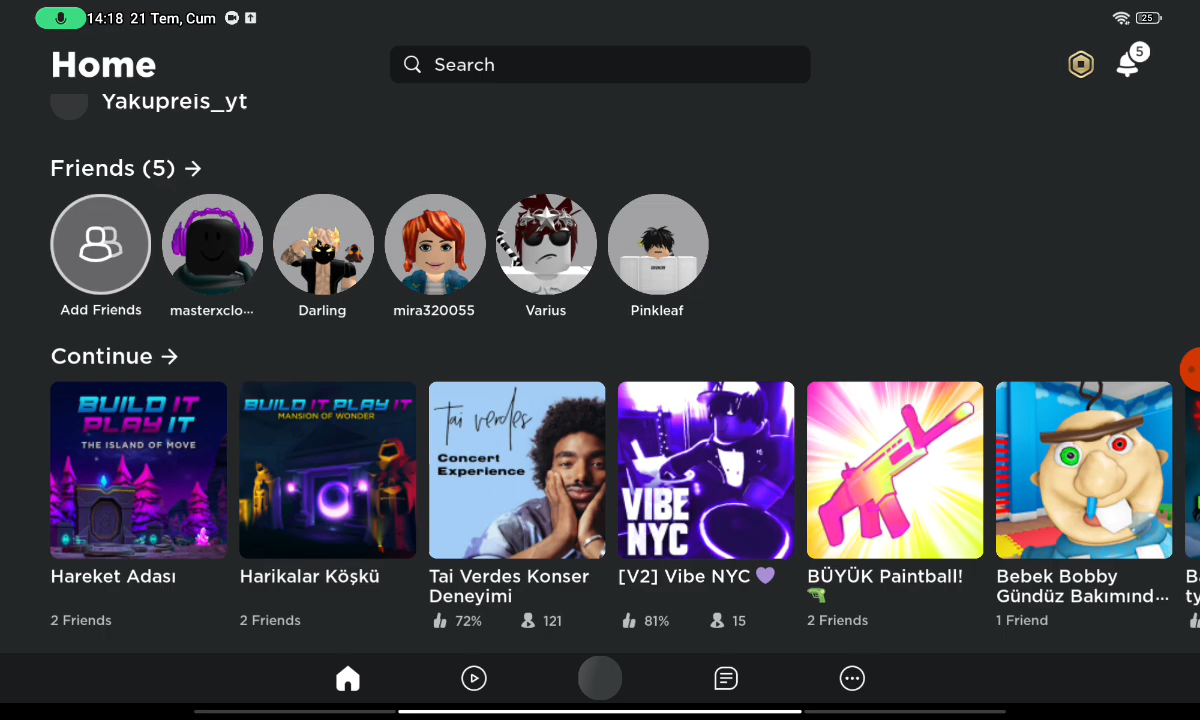 14:18 21 Tem, Cum
25
Home
Search
5
Yakupreis_yt
Friends (5) →
Add Friends
masterxclo...
Darling
mira320055
Varius
Pinkleaf
Continue →
BUILD IT
PLAY IT
THE ISLAND OF MOVE
BUILD IT PLAY IT
MANSION OF WONDER
Tai Verdes
Concert
Experience
VIBE
NYC
Hareket Adası
Harikalar Köşkü
Tai Verdes Konser
Deneyimi
[V2] Vibe NYC 💜
BÜYÜK Paintball!
🔫
Bebek Bobby
Gündüz Bakımınd...
2 Friends
2 Friends
72% 121
81% 15
2 Friends
1 Friend